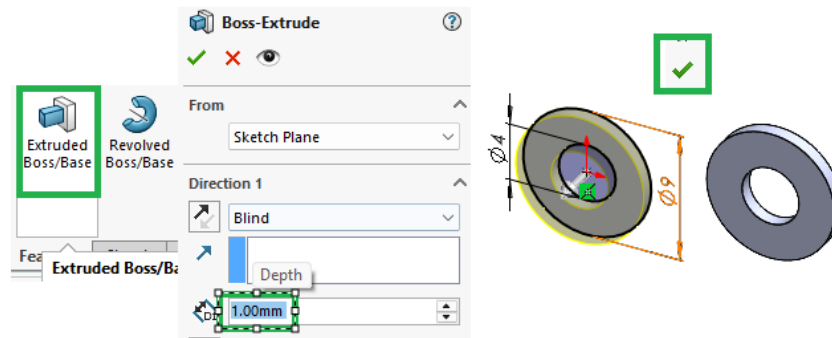 Extruded
Boss/Base
Revolved
Boss/Base
Extruded Boss/Ba
Boss-Extrude
From
Sketch Plane
Direction 1
Blind
Depth
D1
1.00mm
Ø4
Ø9